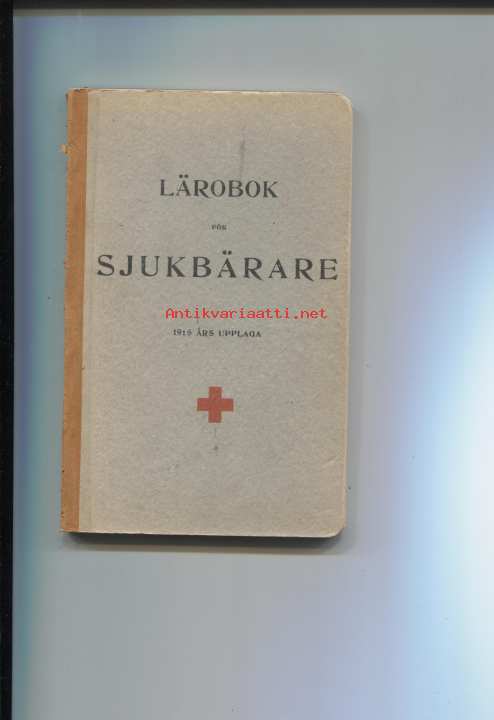 LÄROBOK
FÖR
SJUKBÄRARE
Antikvariaatti.net
1915 ÅRS UPPLAGA